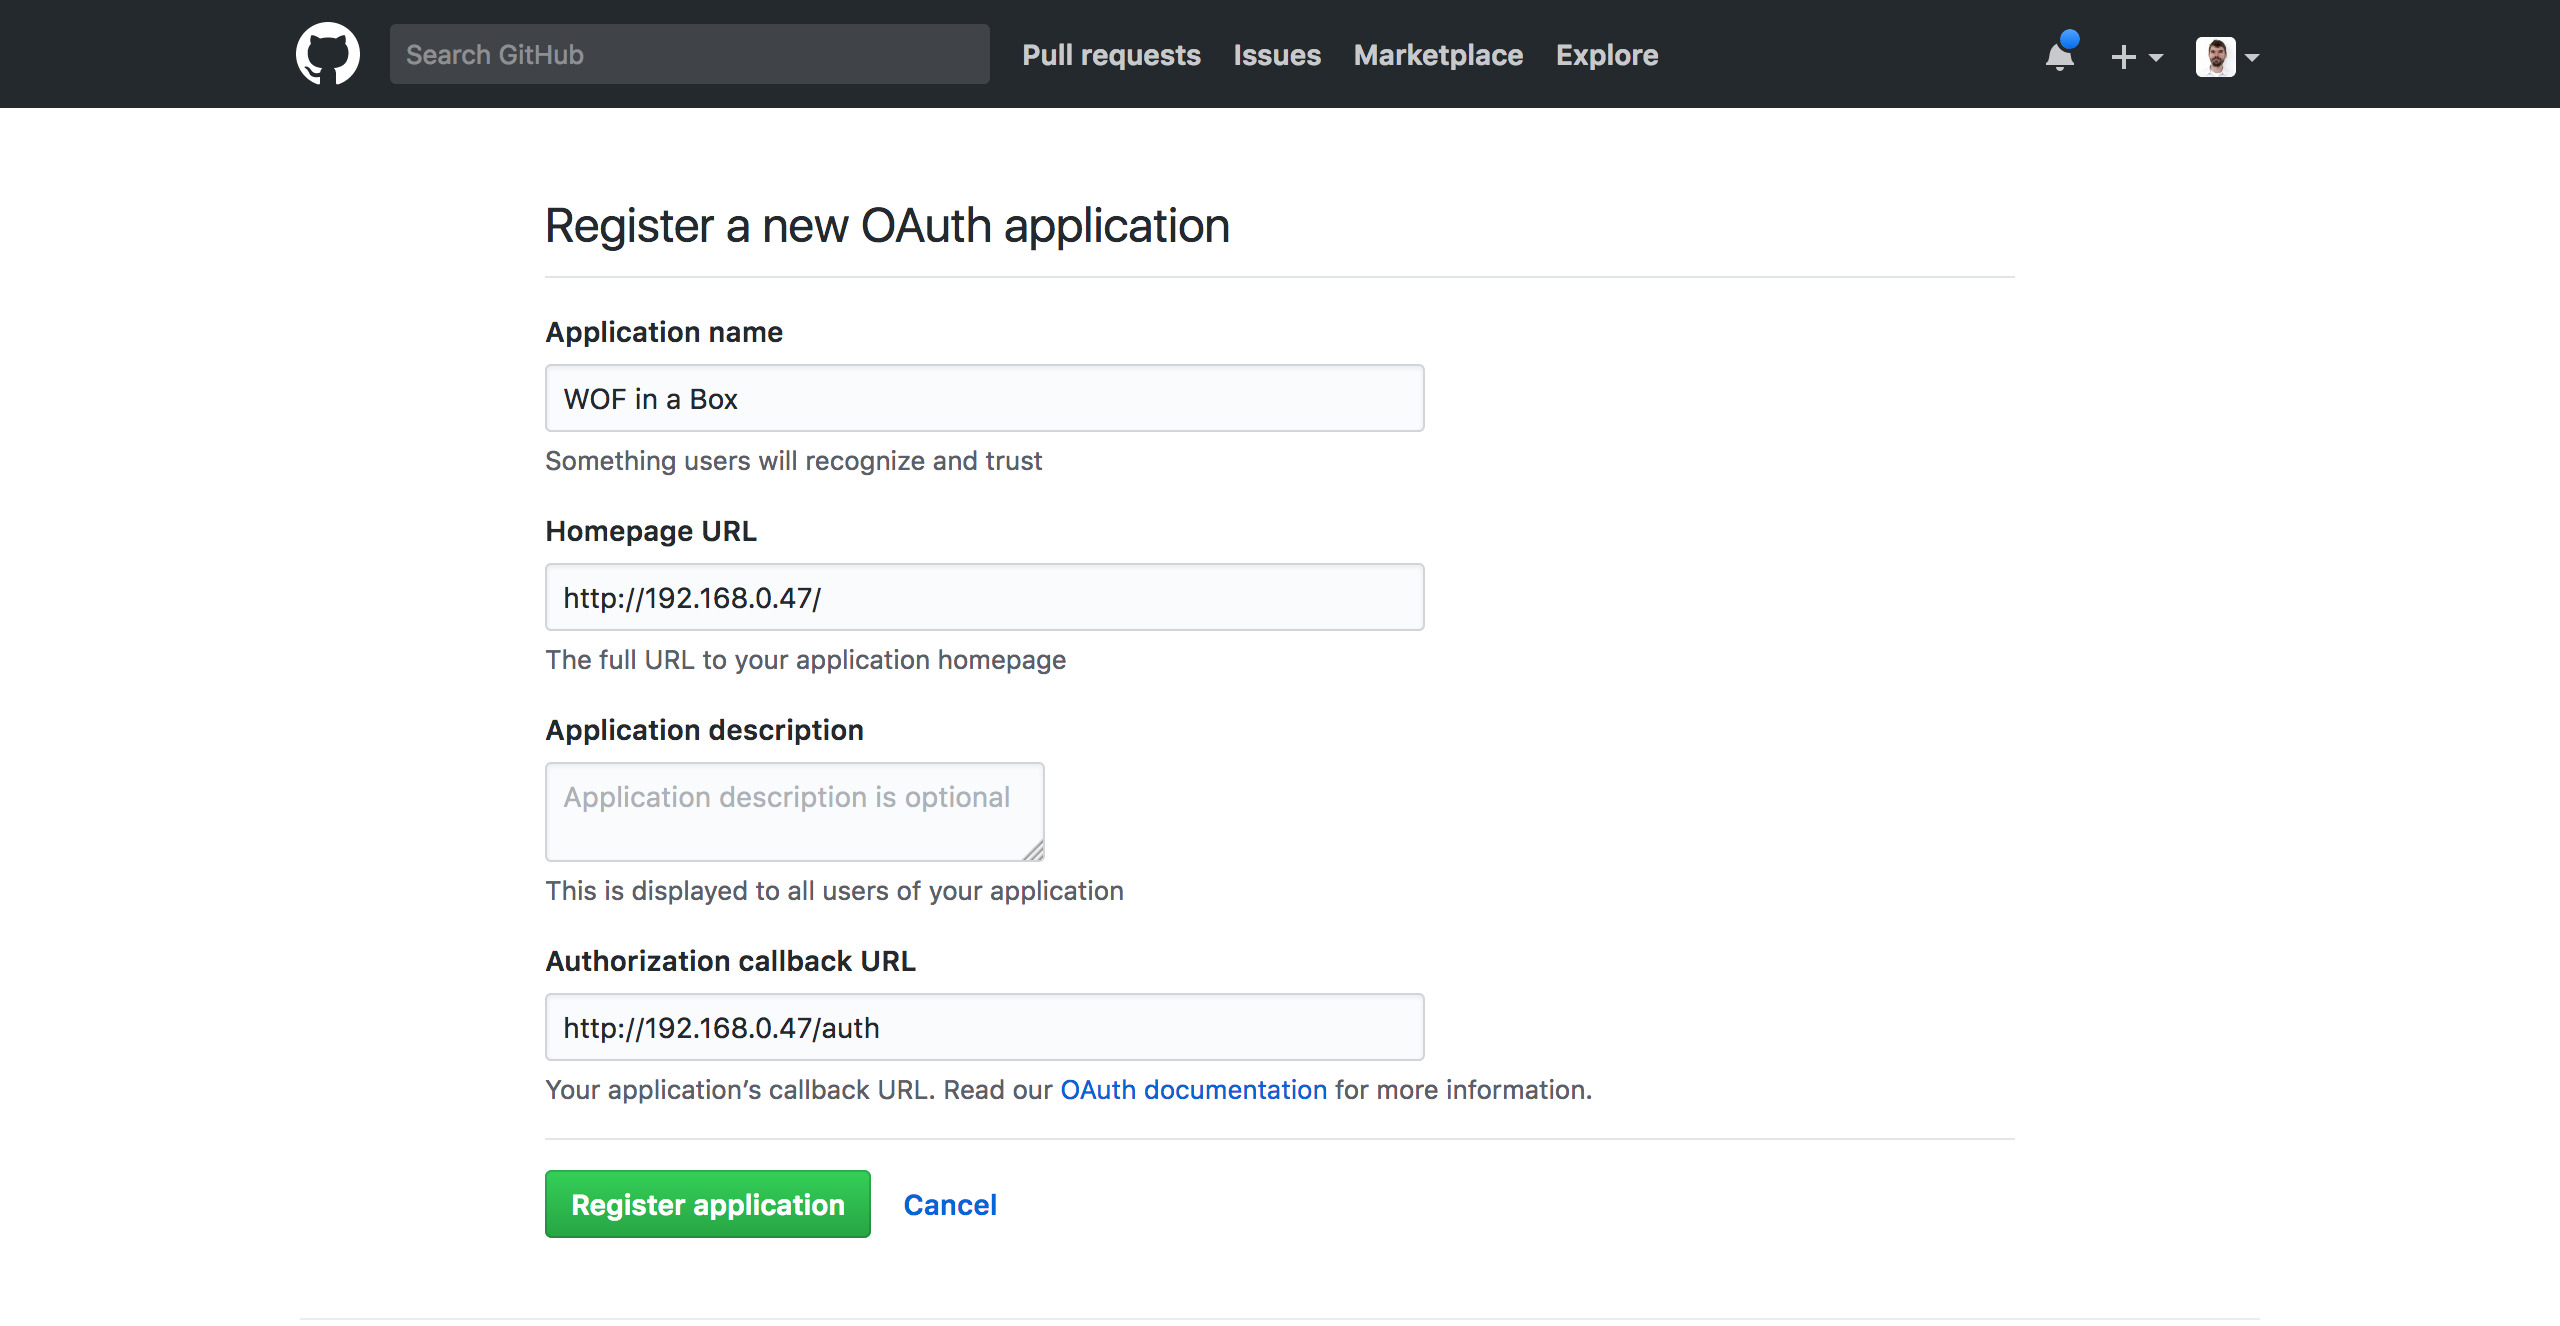 Search GitHub
Pull requests Issues Marketplace Explore
Register a new OAuth application
Application name
WOF in a Box
Something users will recognize and trust
Homepage URL
http://192.168.0.47/
The full URL to your application homepage
Application description
Application description is optional
This is displayed to all users of your application
Authorization callback URL
http://192.168.0.47/auth
Your application’s callback URL. Read our OAuth documentation for more information.
Register application Cancel